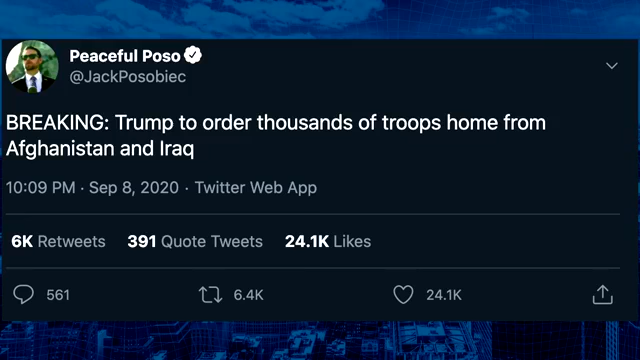 Peaceful Poso
@JackPosobiec
BREAKING: Trump to order thousands of troops home from
Afghanistan and Iraq
10:09 PM · Sep 8, 2020 · Twitter Web App
6K Retweets 391 Quote Tweets 24.1K Likes
561 6.4K 24.1K